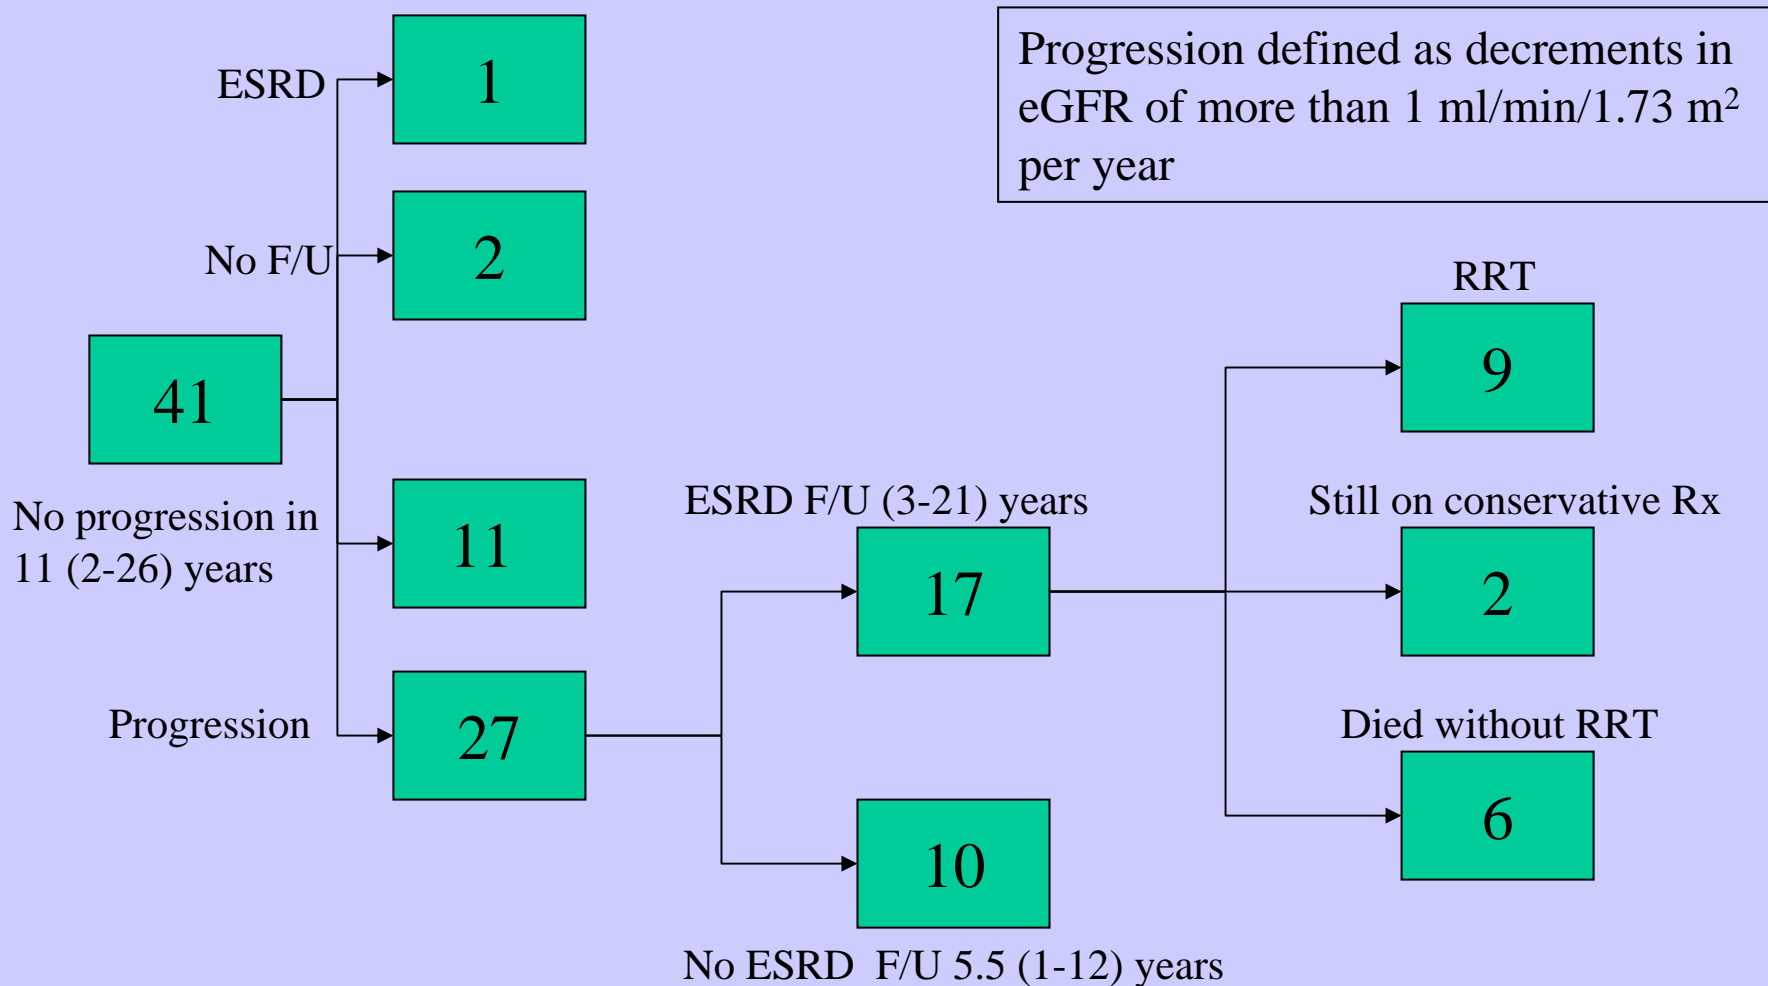 Progression defined as decrements in
eGFR of more than 1 ml/min/1.73 m²
per year
ESRD
1
No F/U
2
41
No progression in
11 (2-26) years
11
Progression
27
ESRD F/U (3-21) years
17
10
No ESRD  F/U 5.5 (1-12) years
RRT
9
Still on conservative Rx
2
Died without RRT
6